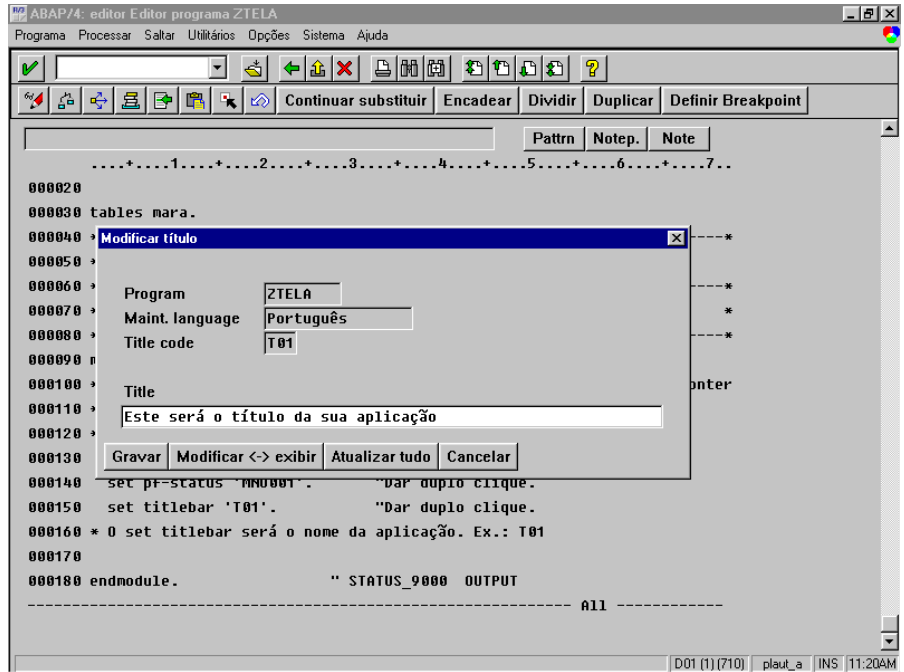 ABAP/4: editor Editor programa ZTELA
Programa Processar Saltar Utilitários Opções Sistema Ajuda
Continuar substituir Encadear Dividir Duplicar Definir Breakpoint
Pattrn Notep. Note
....+....1....+....2....+....3....+....4....+....5....+....6....+....7..
000020
000030 tables mara.
000040 * ----*
Modificar título
000050 *
000060 * ----*
Program ZTELA
000070 * *
Maint. language Português
000080 * ----*
Title code T01
000090 m
000100 * onter
Title
000110 *
Este será o título da sua aplicação
000120 *
000130
Gravar Modificar <-> exibir Atualizar tudo Cancelar
000140 set pf-status 'MNU001'. "Dar duplo clique.
000150 set titlebar 'T01'. "Dar duplo clique.
000160 * O set titlebar será o nome da aplicação. Ex.: T01
000170
000180 endmodule. " STATUS_9000 OUTPUT
------------------------------------------------------------- All ------------
D01 (1) (710) plaut_a INS 11:20AM